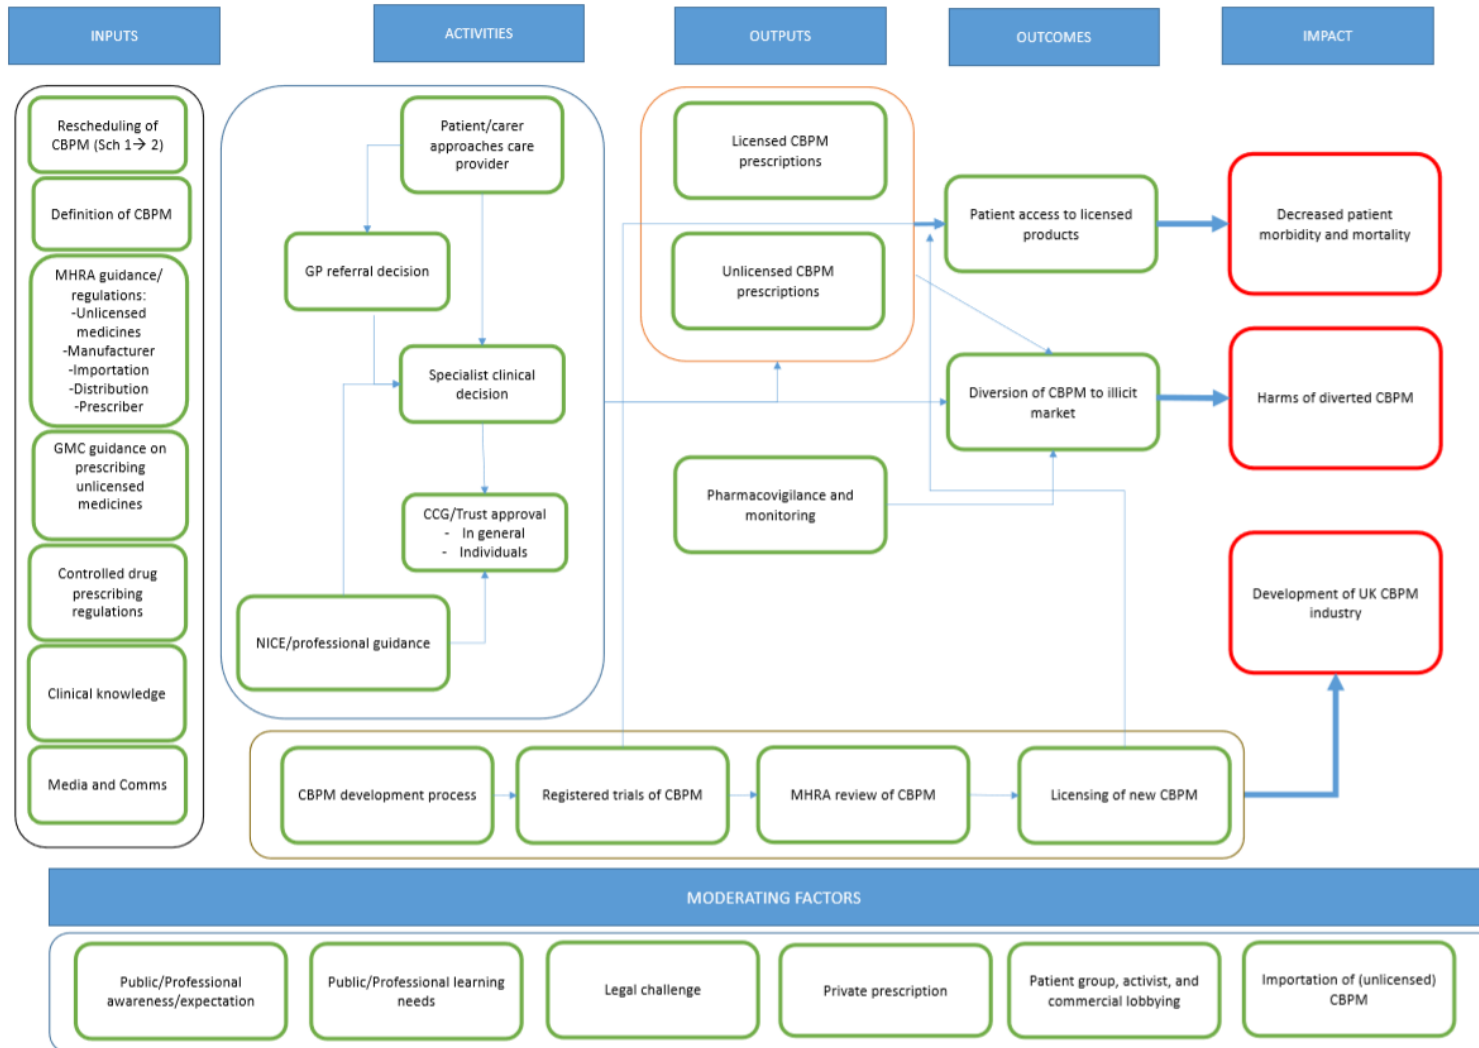 INPUTS
ACTIVITIES
OUTPUTS
OUTCOMES
IMPACT
Rescheduling of
CBPM (Sch 1→ 2)
Definition of CBPM
MHRA guidance/
regulations:
-Unlicensed
medicines
-Manufacturer
-Importation
-Distribution
-Prescriber
GMC guidance on
prescribing
unlicensed
medicines
Controlled drug
prescribing
regulations
Clinical knowledge
Media and Comms
Patient/carer
approaches care
provider
GP referral decision
Specialist clinical
decision
CCG/Trust approval
- In general
- Individuals
NICE/professional guidance
Licensed CBPM
prescriptions
Unlicensed CBPM
prescriptions
Pharmacovigilance and
monitoring
Patient access to licensed
products
Diversion of CBPM to illicit
market
Decreased patient
morbidity and mortality
Harms of diverted CBPM
Development of UK CBPM
industry
CBPM development process
Registered trials of CBPM
MHRA review of CBPM
Licensing of new CBPM
MODERATING FACTORS
Public/Professional
awareness/expectation
Public/Professional learning
needs
Legal challenge
Private prescription
Patient group, activist, and
commercial lobbying
Importation of (unlicensed)
CBPM